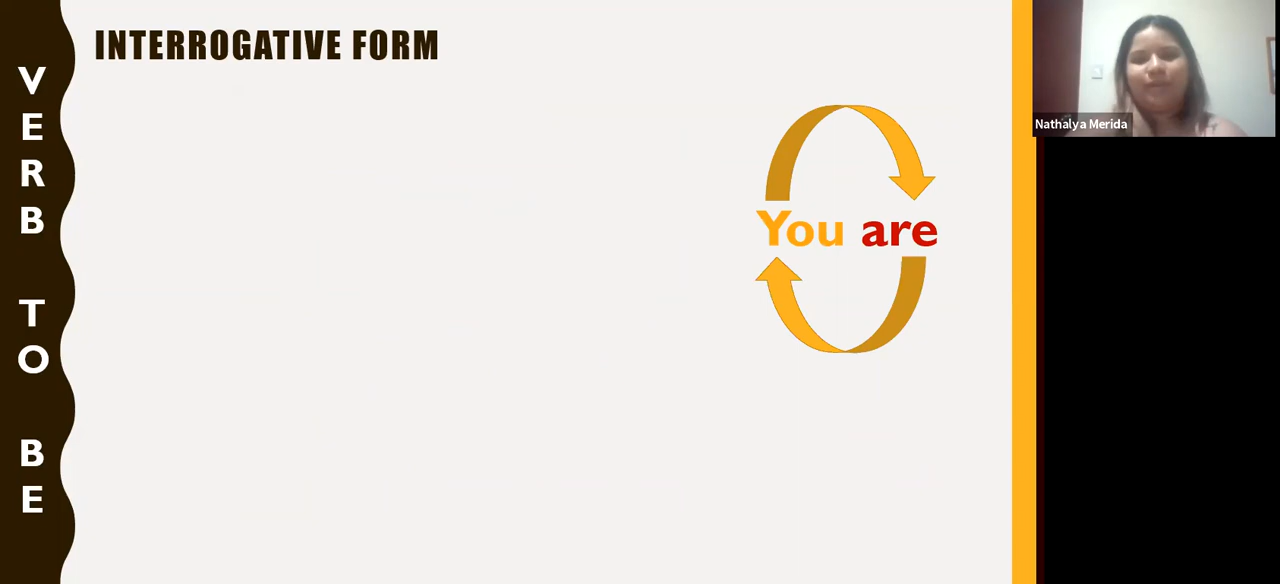 VERB TO BE
INTERROGATIVE FORM
You are
Nathalya Merida